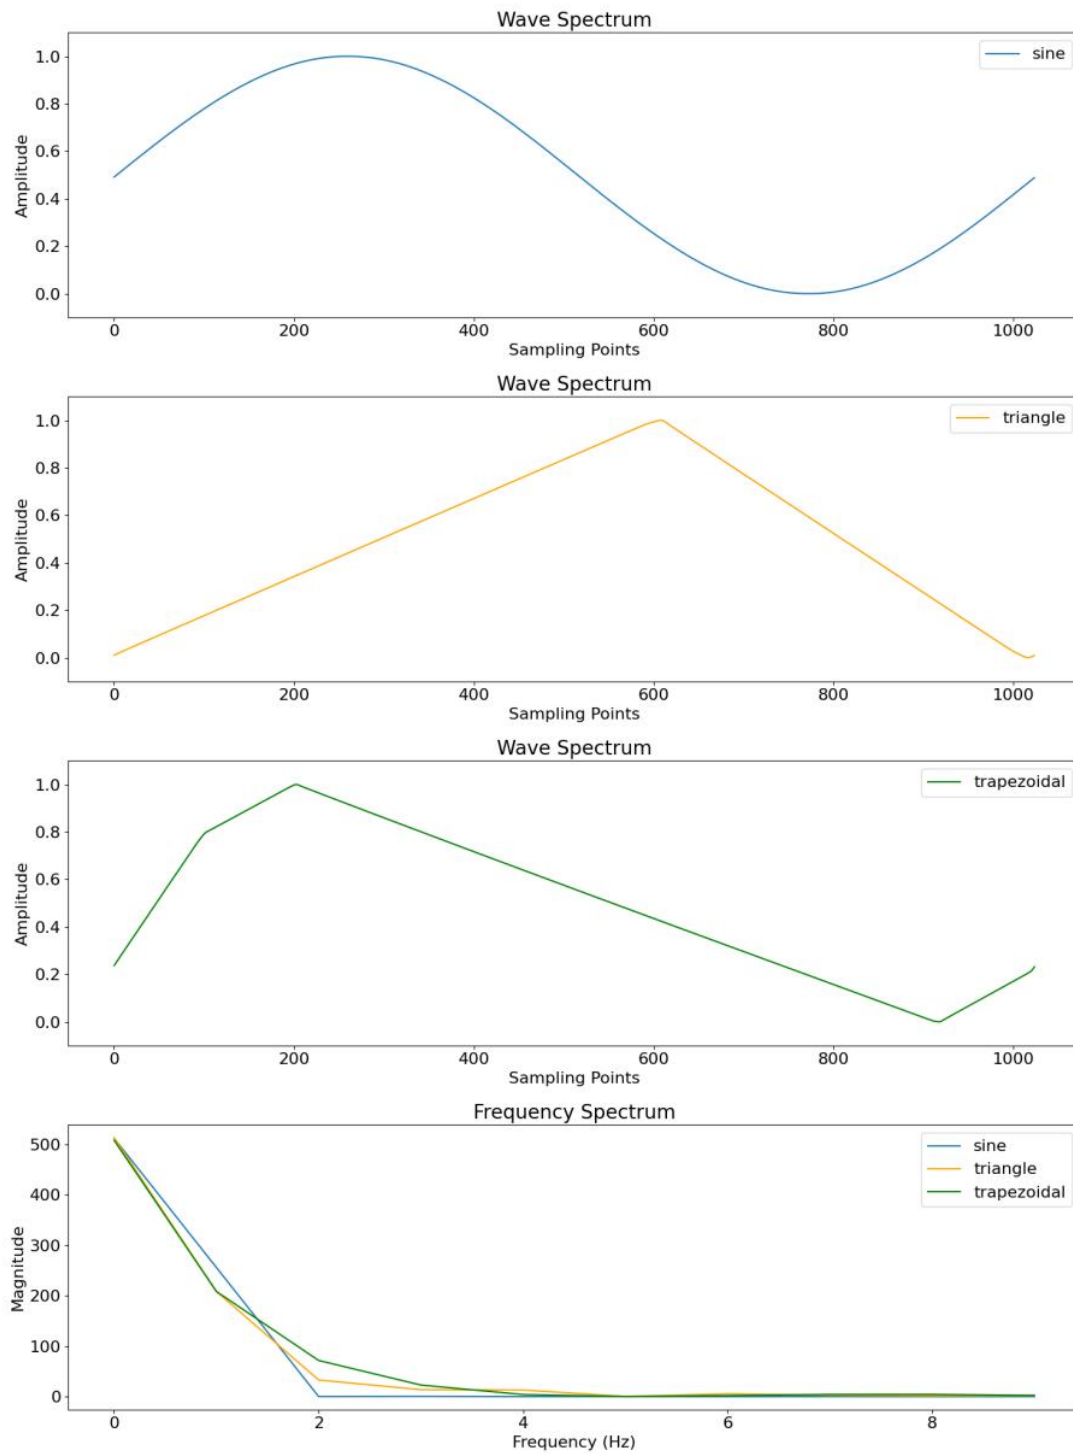 Wave Spectrum
1.0
0.8
0.6
0.4
0.2
0.0
Amplitude
sine
0 200 400 600 800 1000
Sampling Points
Wave Spectrum
1.0
0.8
0.6
0.4
0.2
0.0
Amplitude
triangle
0 200 400 600 800 1000
Sampling Points
Wave Spectrum
1.0
0.8
0.6
0.4
0.2
0.0
Amplitude
trapezoidal
0 200 400 600 800 1000
Sampling Points
Frequency Spectrum
500
400
300
200
100
0
Magnitude
sine
triangle
trapezoidal
0 2 4 6 8
Frequency (Hz)